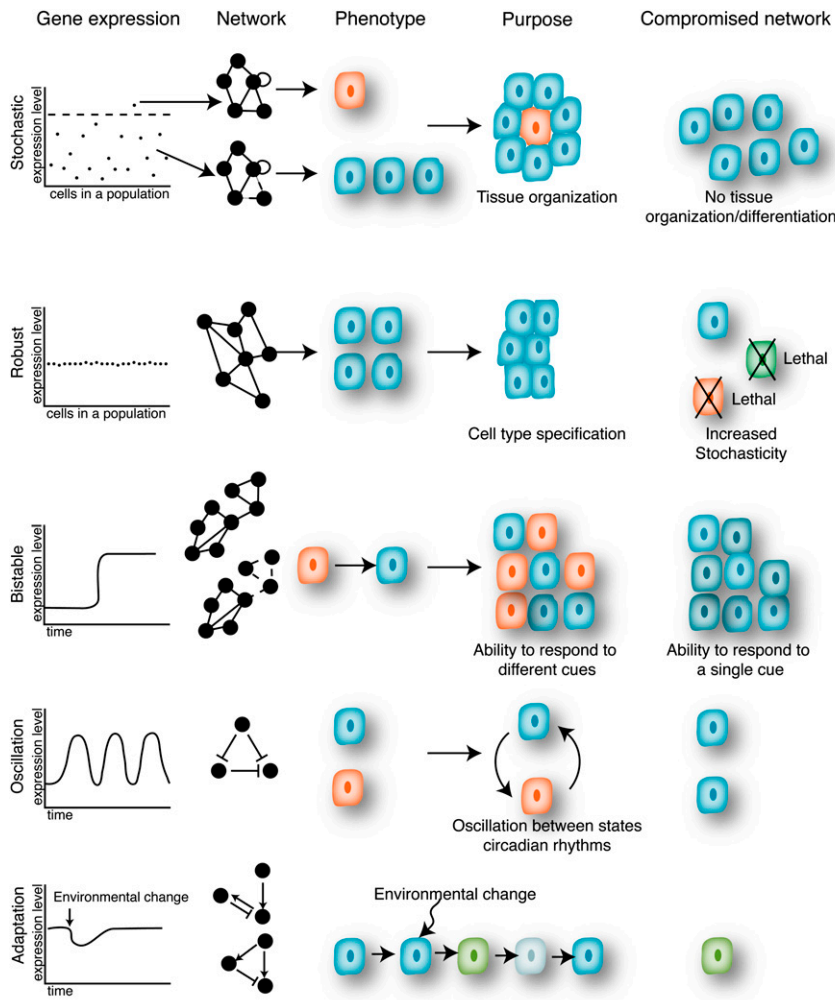 Gene expression
Network
Phenotype
Purpose
Compromised network
Stochastic
expression level
cells in a population
Tissue organization
No tissue
organization/differentiation
Robust
expression level
cells in a population
Cell type specification
Lethal
Lethal
Increased
Stochasticity
Bistable
expression level
time
Ability to respond to
different cues
Ability to respond to
a single cue
Oscillation
expression level
time
Oscillation between states
circadian rhythms
Adaptation
expression level
Environmental change
time
Environmental change